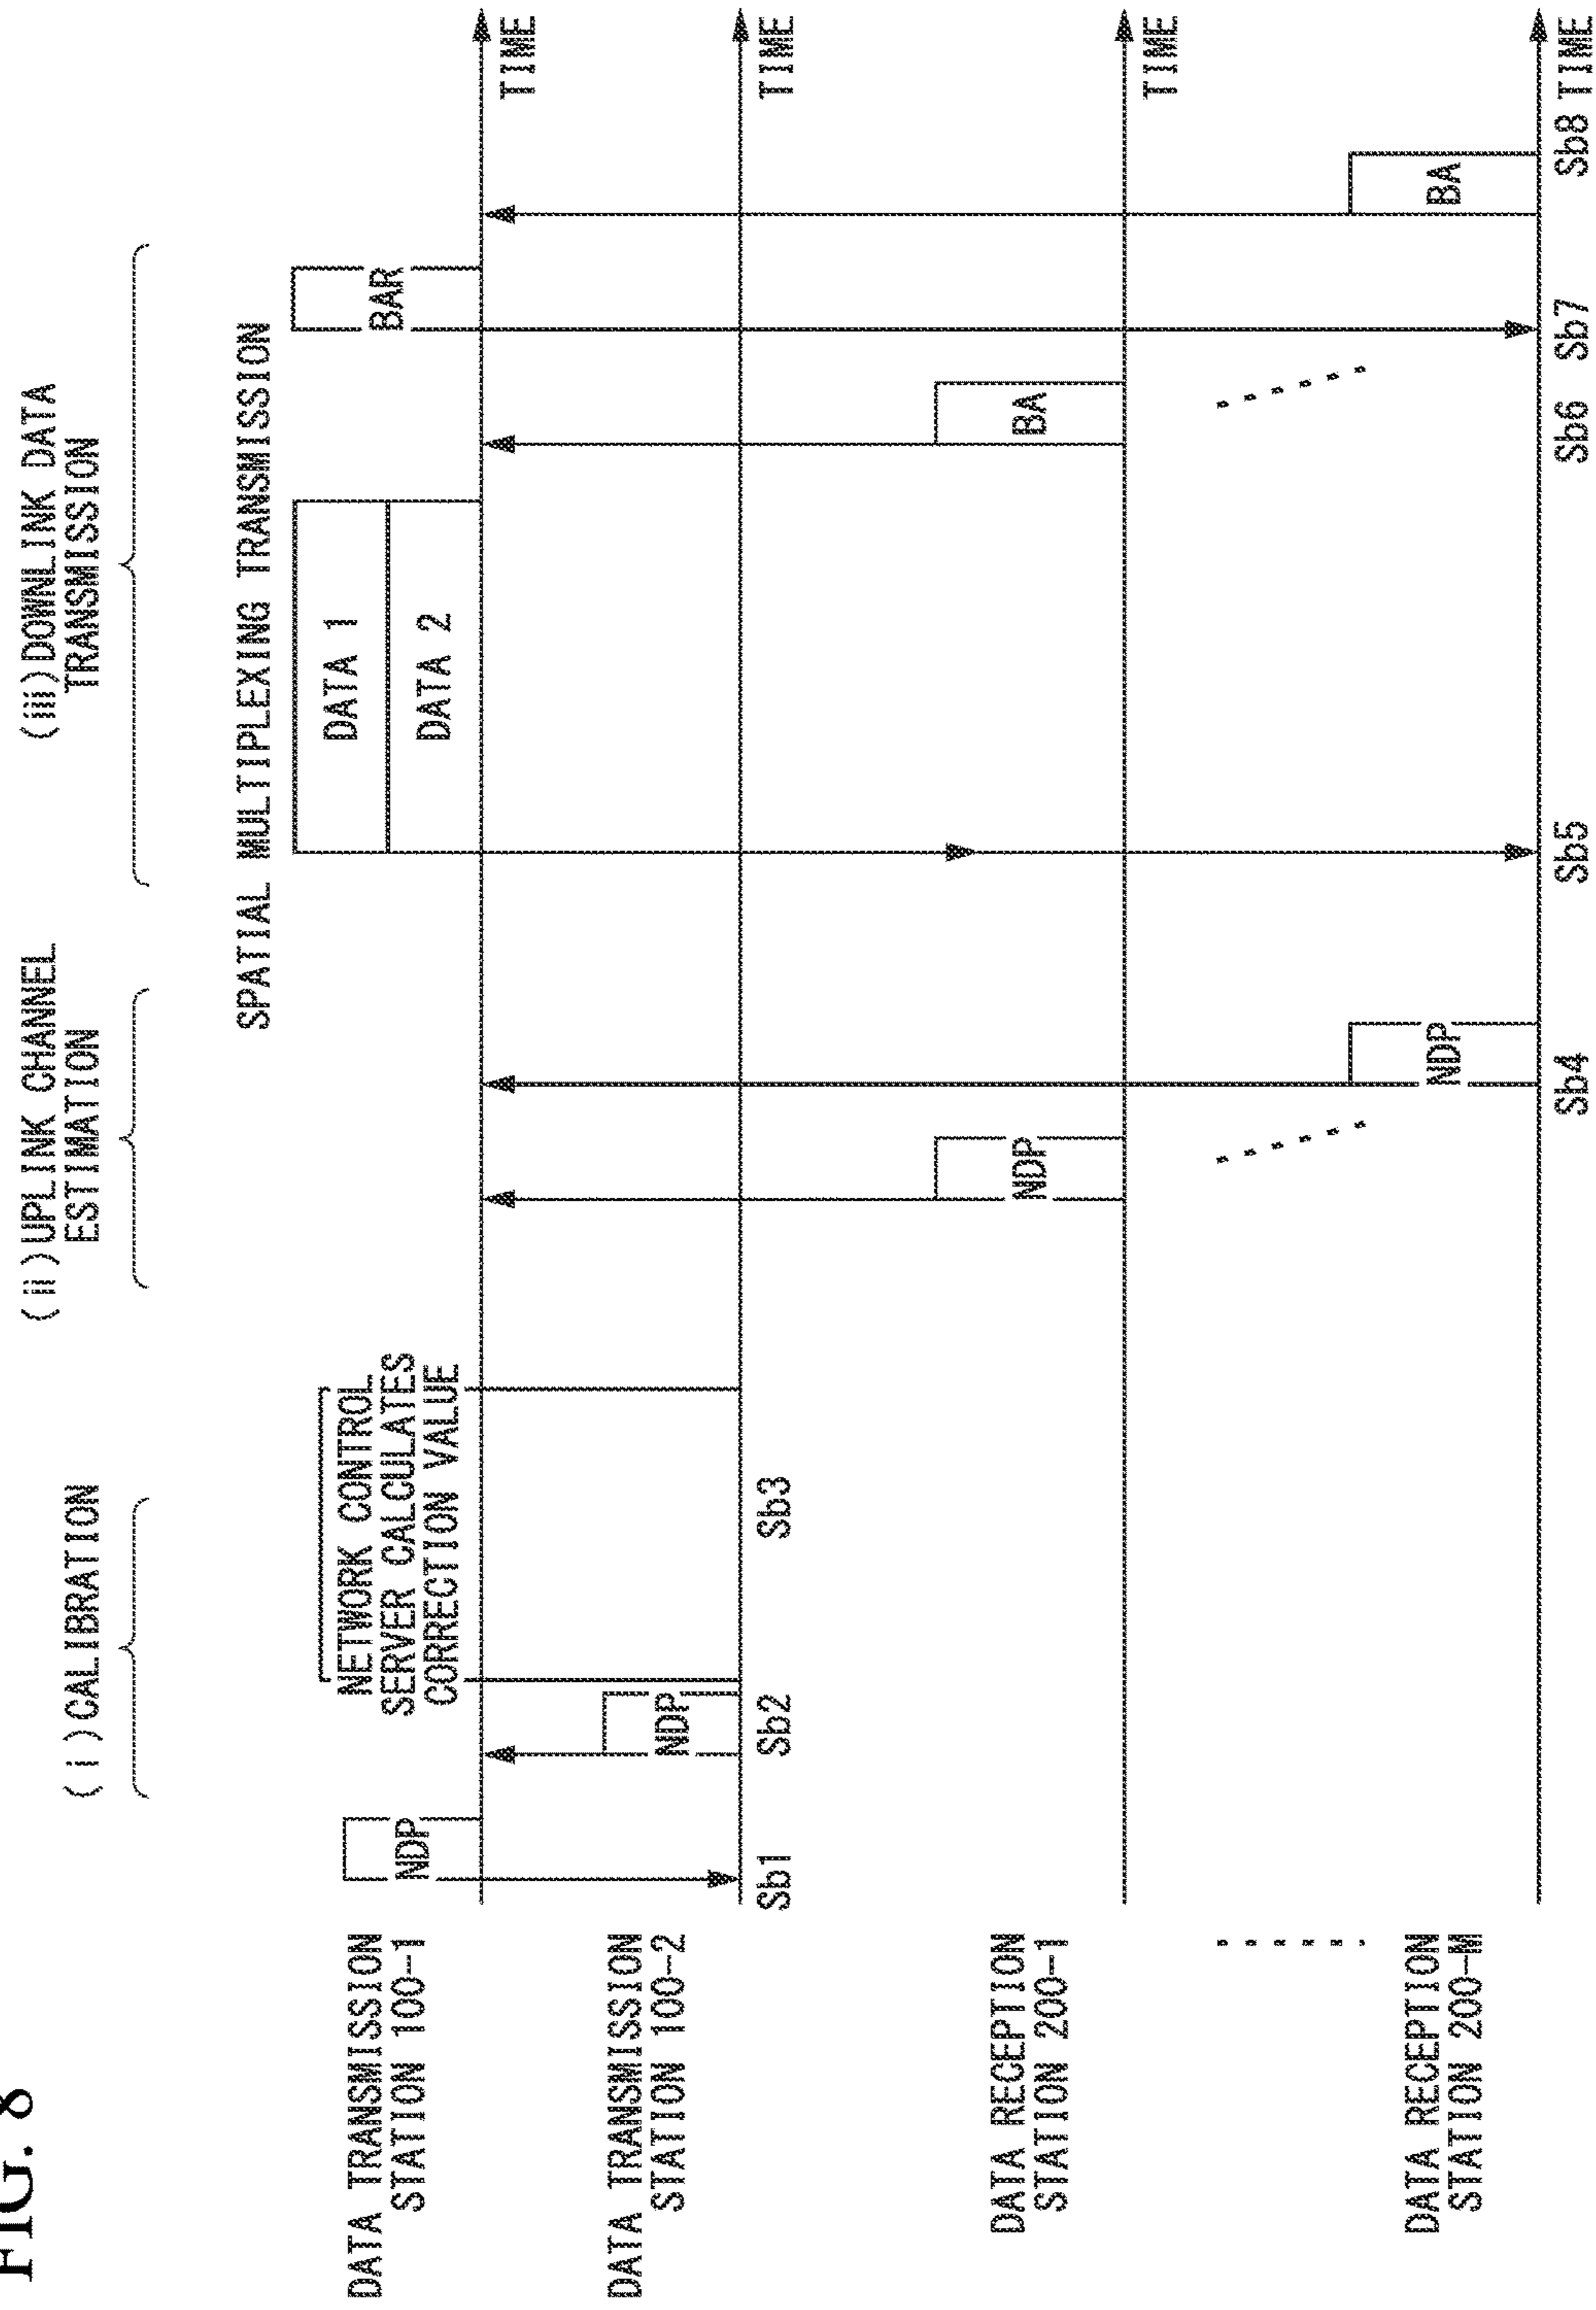 FIG. 8
(i)CALIBRATION
(ii)UPLINK CHANNEL
ESTIMATION
(iii)DOWNLINK DATA
TRANSMISSION
SPATIAL MULTIPLEXING TRANSMISSION
DATA TRANSMISSION
STATION 100-1
NDP
NETWORK CONTROL
SERVER CALCULATES
CORRECTION VALUE
DATA 1
DATA 2
BAR
TIME
DATA TRANSMISSION
STATION 100-2
NDP
TIME
Sb1
Sb2
Sb3
DATA RECEPTION
STATION 200-1
NDP
BA
TIME
DATA RECEPTION
STATION 200-M
NDP
BA
Sb4
Sb5
Sb6
Sb7
Sb8
TIME